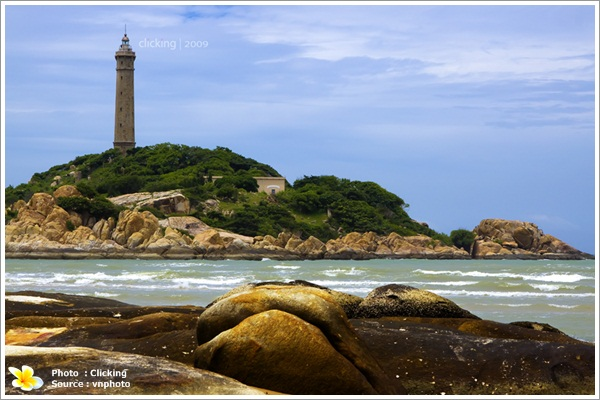 clicking | 2009
Photo : Clicking
Source : vnphoto